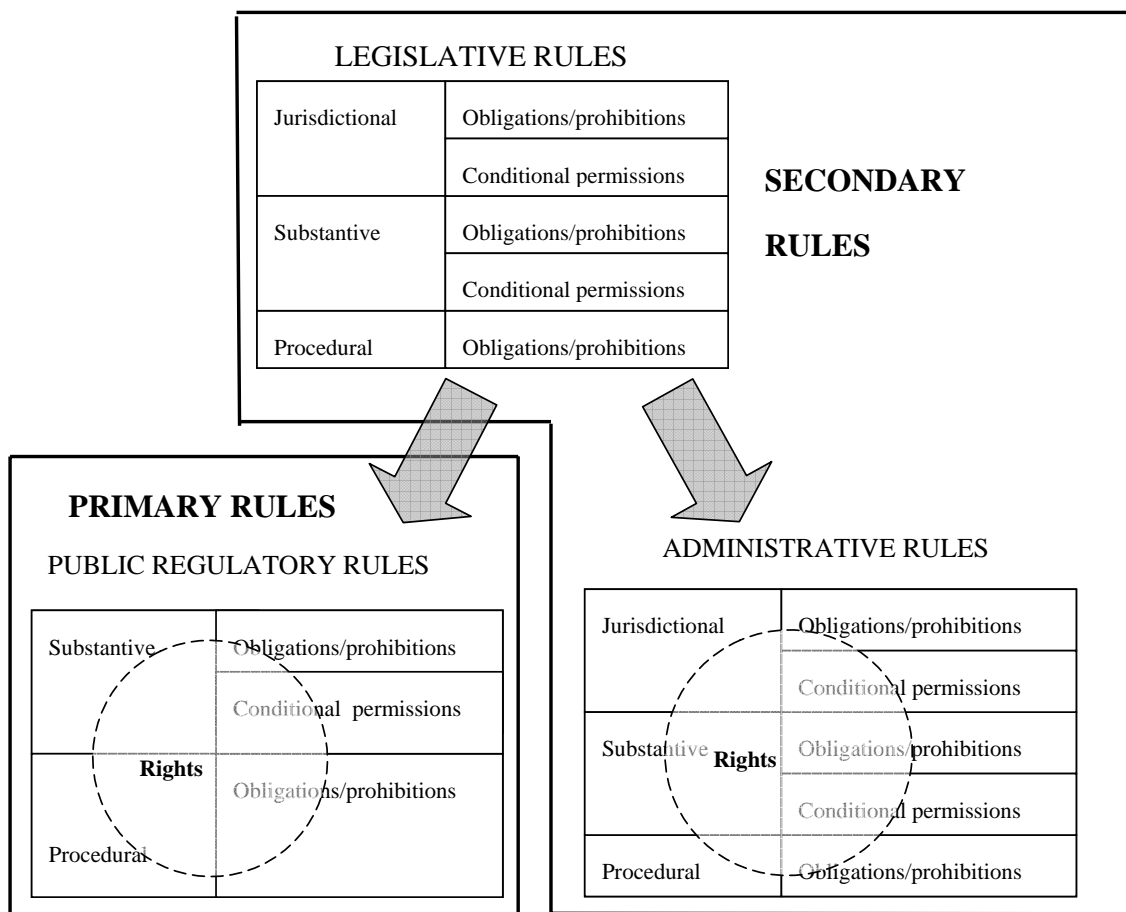 LEGISLATIVE RULES
Jurisdictional
Obligations/prohibitions
Conditional permissions
Substantive
Obligations/prohibitions
Conditional permissions
Procedural
Obligations/prohibitions
SECONDARY
RULES
PRIMARY RULES
PUBLIC REGULATORY RULES
Substantive
Obligations/prohibitions
Conditional permissions
Rights
Obligations/prohibitions
Procedural
ADMINISTRATIVE RULES
Jurisdictional
Obligations/prohibitions
Conditional permissions
Substantive
Rights
Obligations/prohibitions
Conditional permissions
Procedural
Obligations/prohibitions